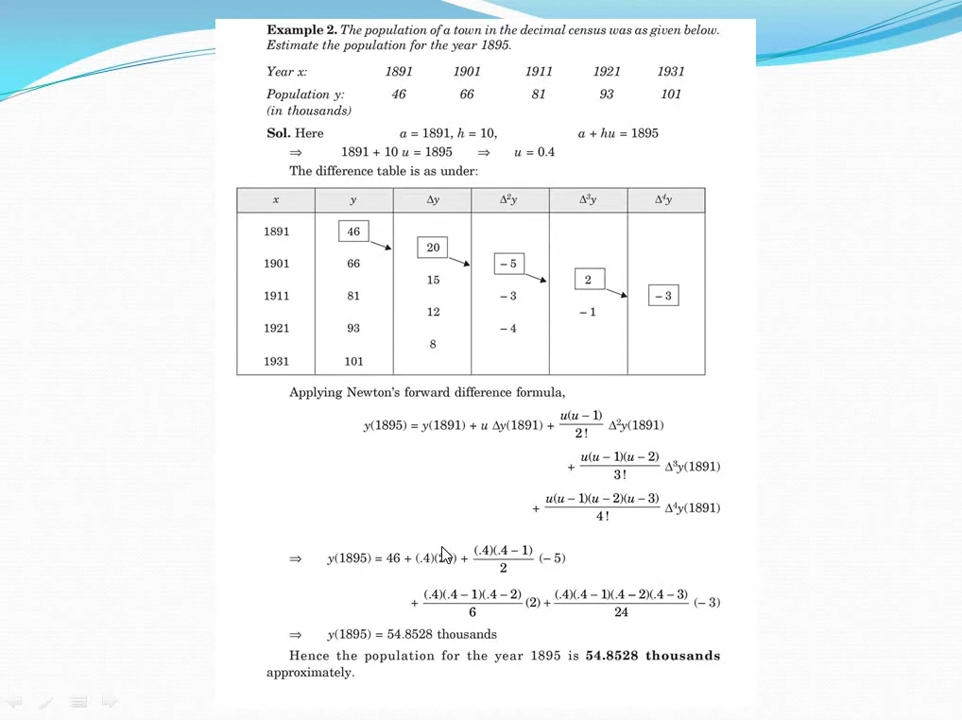 Example 2. The population of a town in the decimal census was as given below.
Estimate the population for the year 1895.
Year x: 1891 1901 1911 1921 1931
Population y: 46 66 81 93 101
(in thousands)
Sol. Here a = 1891, h = 10, a + hu = 1895
⇒ 1891 + 10 u = 1895 ⇒ u = 0.4
The difference table is as under:
x y Δy Δ²y Δ³y Δ⁴y
1891 46
20
1901 66 – 5
15 2
1911 81 – 3 – 3
12 – 1
1921 93 – 4
8
1931 101
Applying Newton's forward difference formula,
y(1895) = y(1891) + u Δy(1891) + u(u – 1)/2! Δ²y(1891)
+ u(u – 1)(u – 2)/3! Δ³y(1891)
+ u(u – 1)(u – 2)(u – 3)/4! Δ⁴y(1891)
⇒ y(1895) = 46 + (.4)( ) + (.4)(.4 – 1)/2 (– 5)
+ (.4)(.4 – 1)(.4 – 2)/6 (2) + (.4)(.4 – 1)(.4 – 2)(.4 – 3)/24 (– 3)
⇒ y(1895) = 54.8528 thousands
Hence the population for the year 1895 is 54.8528 thousands
approximately.